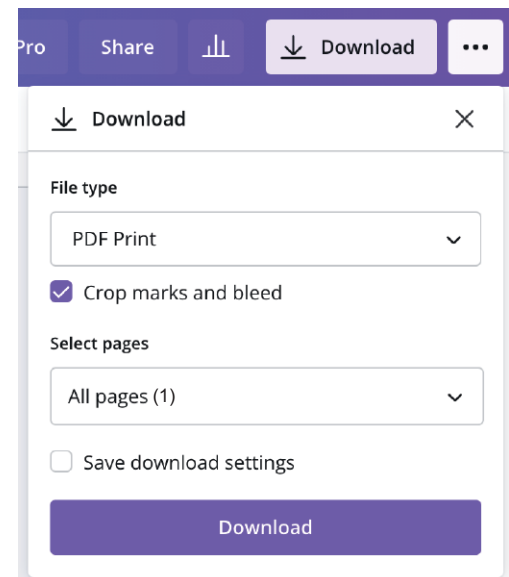 Pro Share Download
Download
File type
PDF Print
Crop marks and bleed
Select pages
All pages (1)
Save download settings
Download